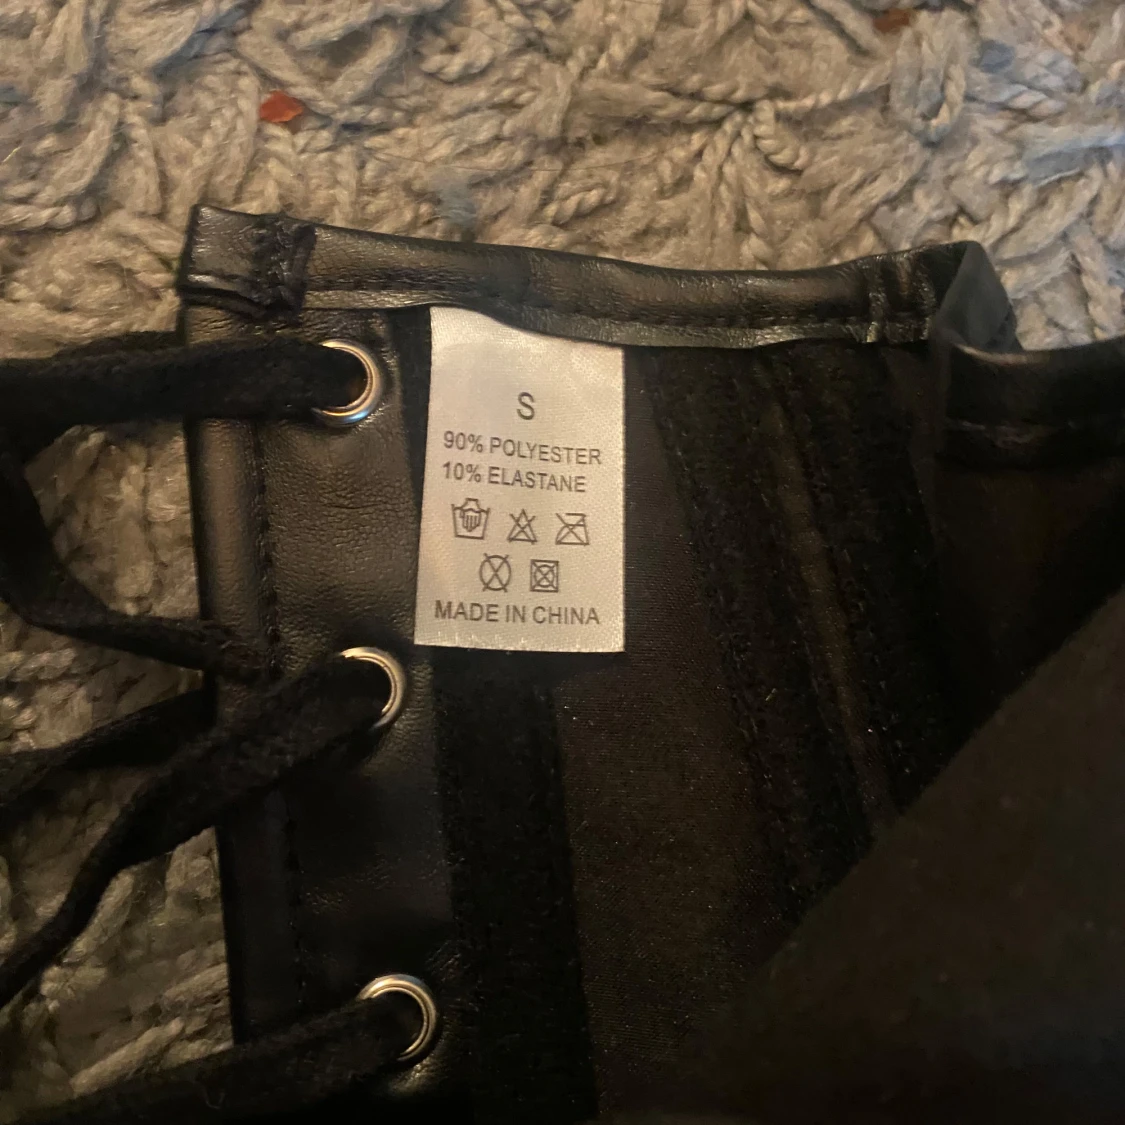 S
90% POLYESTER
10% ELASTANE
MADE IN CHINA